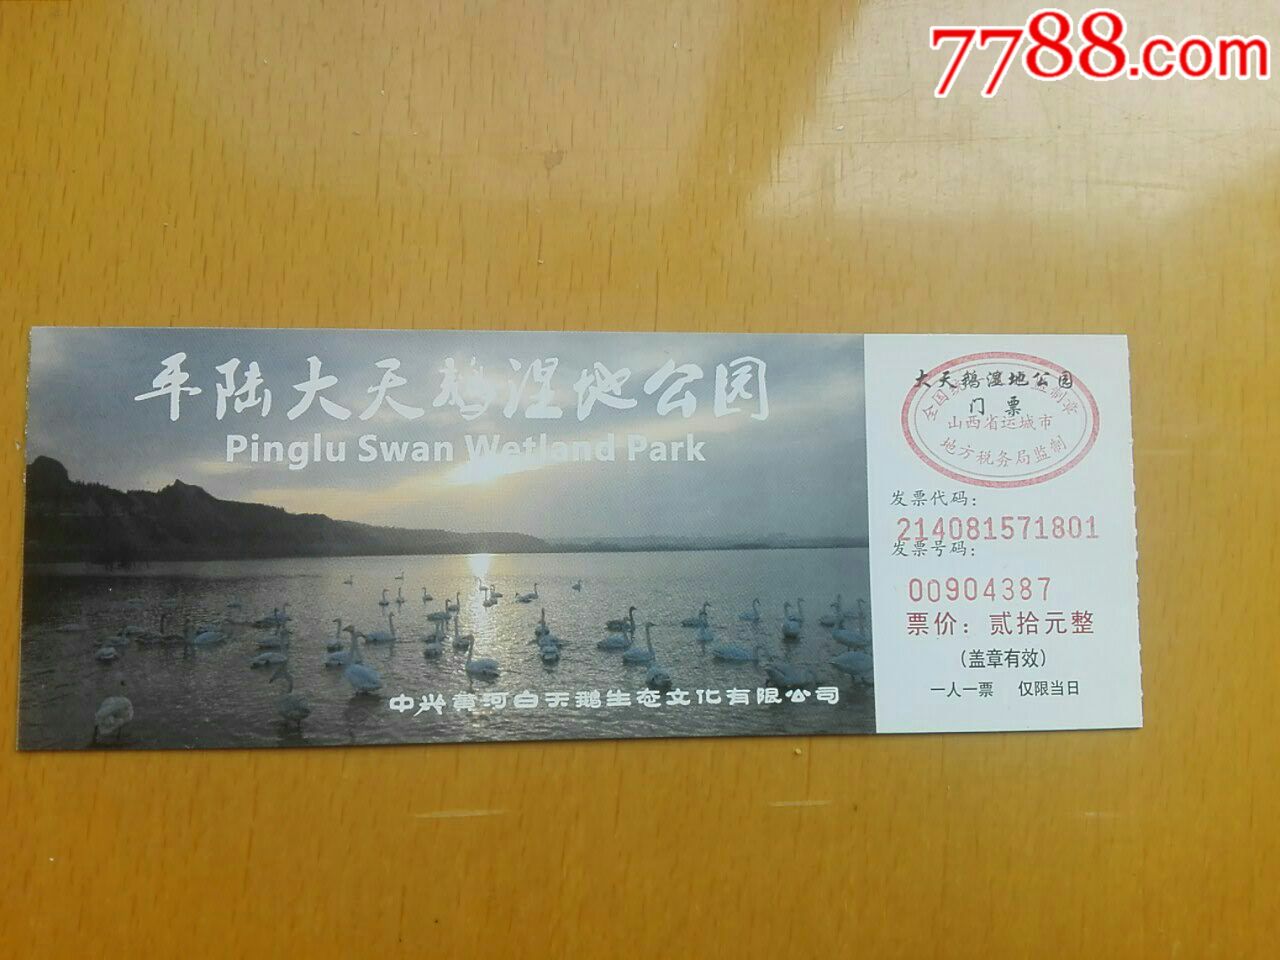 7788.com
平陆大天鹅湿地公园
Pinglu Swan Wetland Park
中兴黄河白天鹅生态文化有限公司
大天鹅湿地公园
门票
全国 制章
山西省运城市
地方税务局监制
发票代码：
214081571801
发票号码：
00904387
票价：贰拾元整
（盖章有效）
一人一票 仅限当日